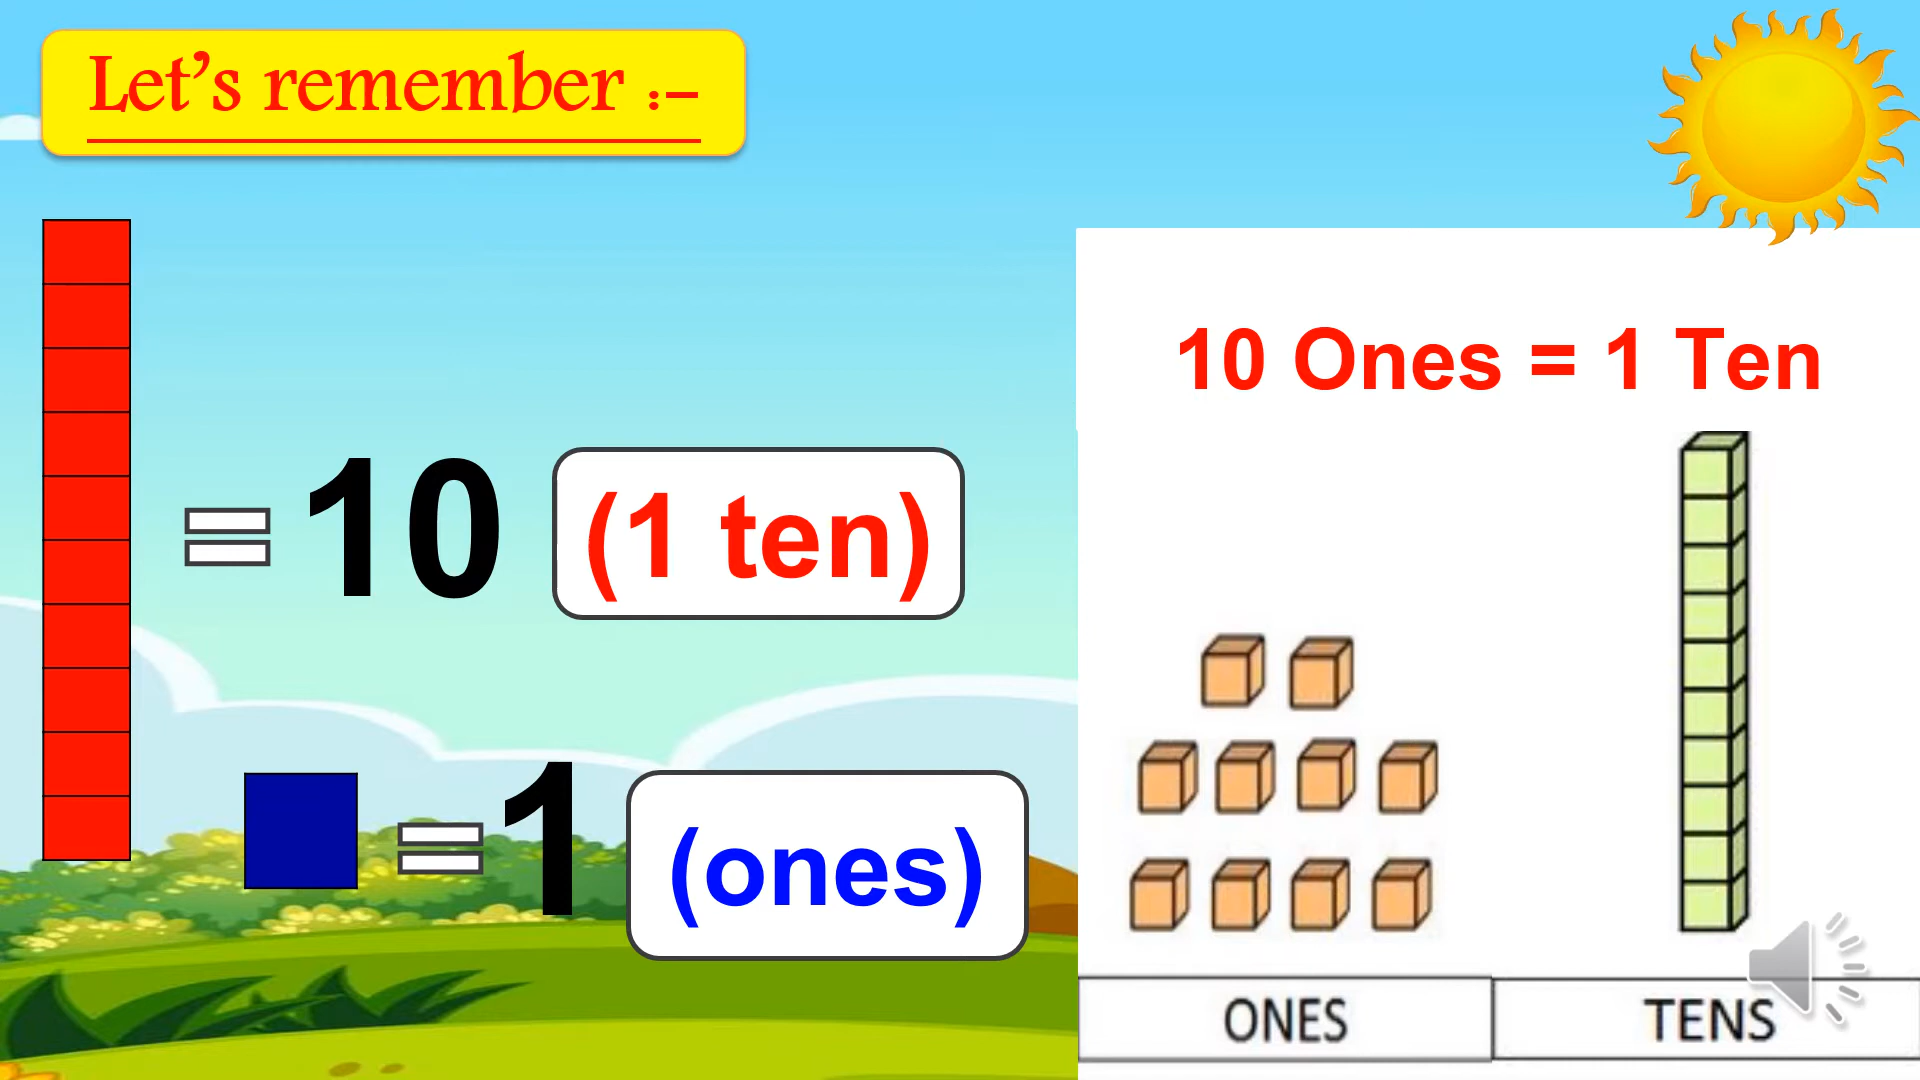 Let's remember :-
= 10 (1 ten)
= 1 (ones)
10 Ones = 1 Ten
ONES TENS